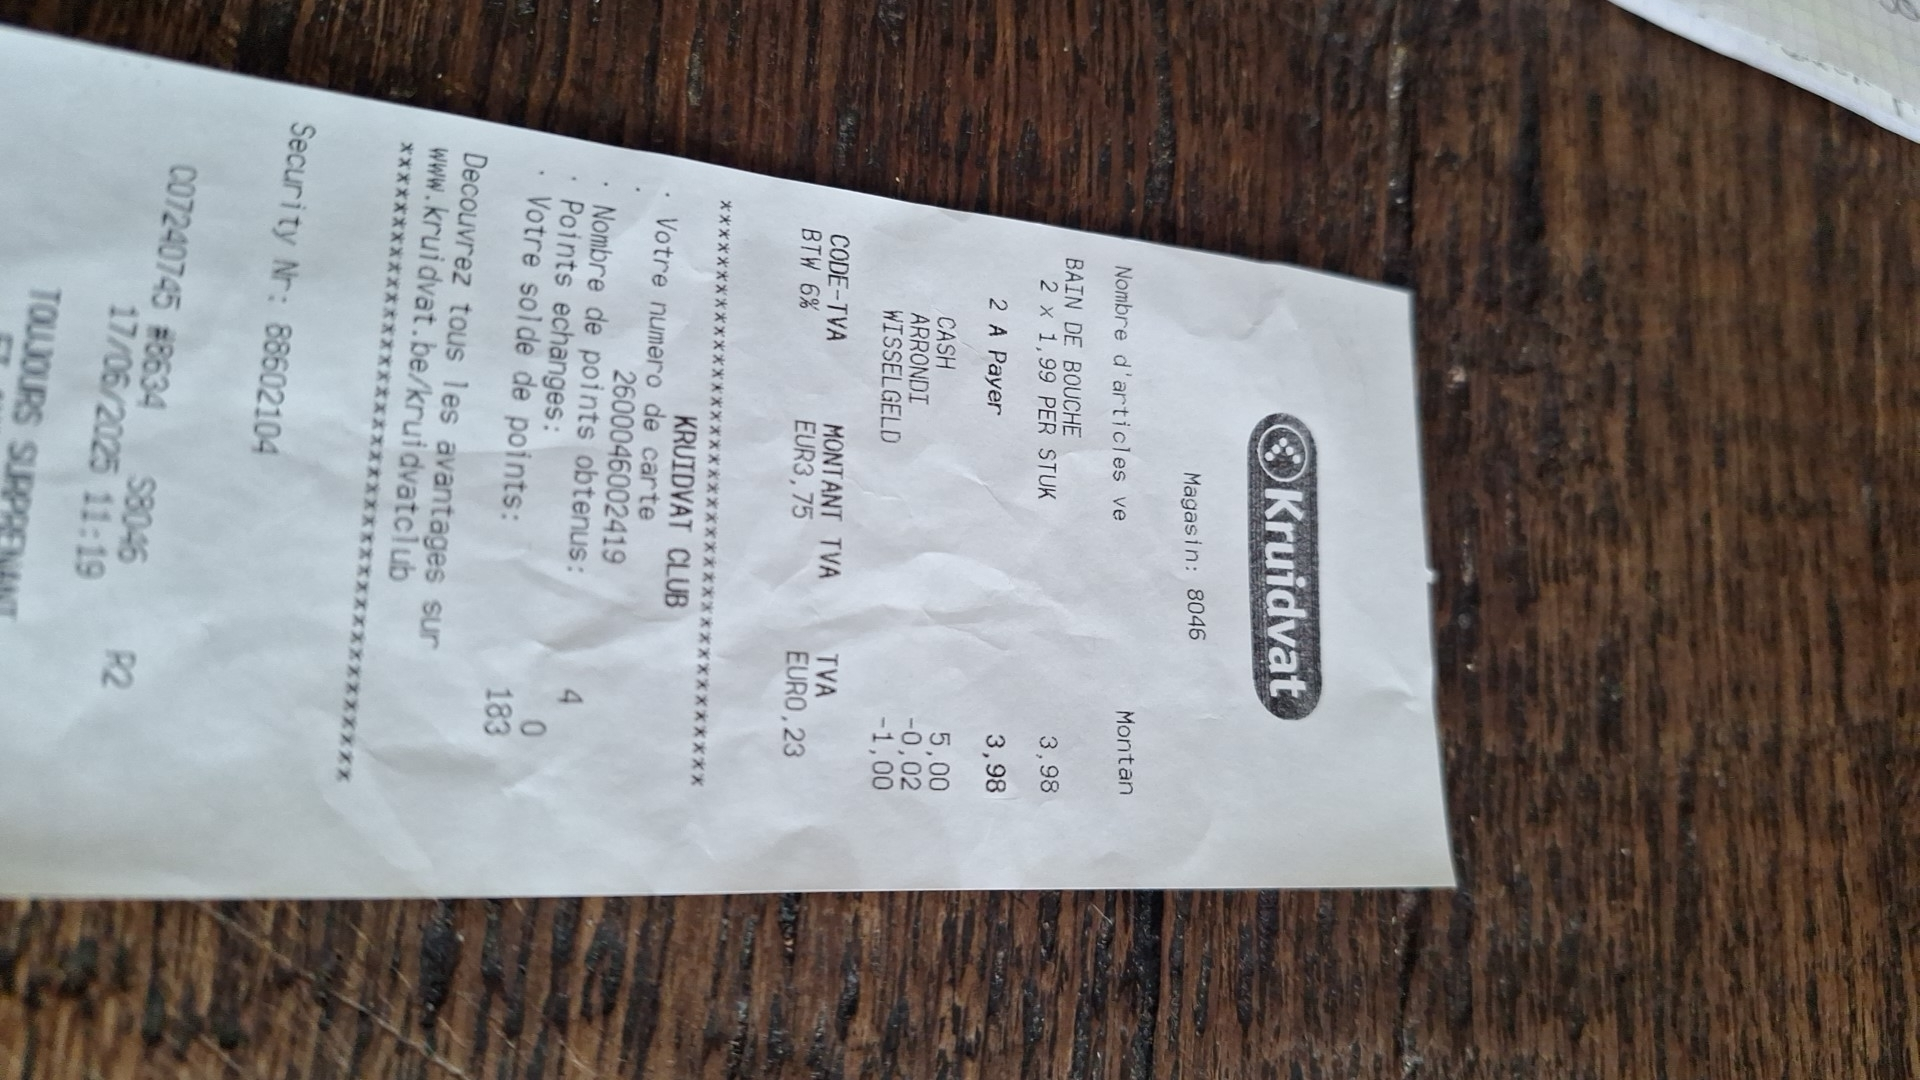 Kruidvat
Magasin: 8046
Nombre d'articles ve Montan
BAIN DE BOUCHE
2 x 1,99 PER STUK 3,98
2 A Payer 3,98
CASH 5,00
ARRONDI -0,02
WISSELGELD -1,00
CODE-TVA MONTANT TVA TVA
BTW 6% EUR3,75 EUR0,23
xxxxxxxxxxxxxxxxxxxxxxxxxxxxxxxxxxxxxxxx
KRUIDVAT CLUB
. Votre numero de carte
. 2600046002419
. Nombre de points obtenus: 4
. Points echanges: 0
. Votre solde de points: 183
Decouvrez tous les avantages sur
www.kruidvat.be/kruidvatclub
xxxxxxxxxxxxxxxxxxxxxxxxxxxxxxxxxxxxxxxx
Security Nr: 88602104
C07240745 #8634 S8046 R2
17/06/2025 11:19
TOUJOURS SURPRENANT